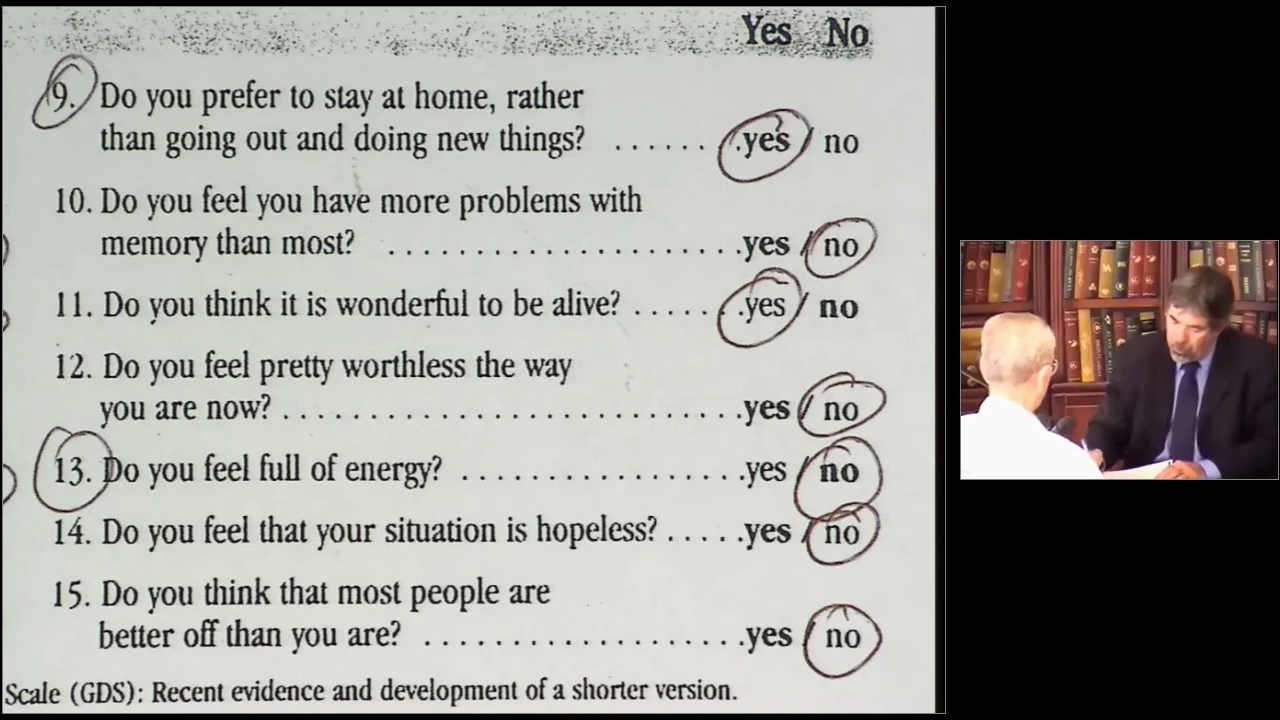 Yes No
9. Do you prefer to stay at home, rather
than going out and doing new things? ...... .yes / no
10. Do you feel you have more problems with
memory than most? ....................yes / no
11. Do you think it is wonderful to be alive? ..... . .yes / no
12. Do you feel pretty worthless the way
you are now? ..........................yes / no
13. Do you feel full of energy? .................yes / no
14. Do you feel that your situation is hopeless? .....yes / no
15. Do you think that most people are
better off than you are? ...................yes / no
Scale (GDS): Recent evidence and development of a shorter version.